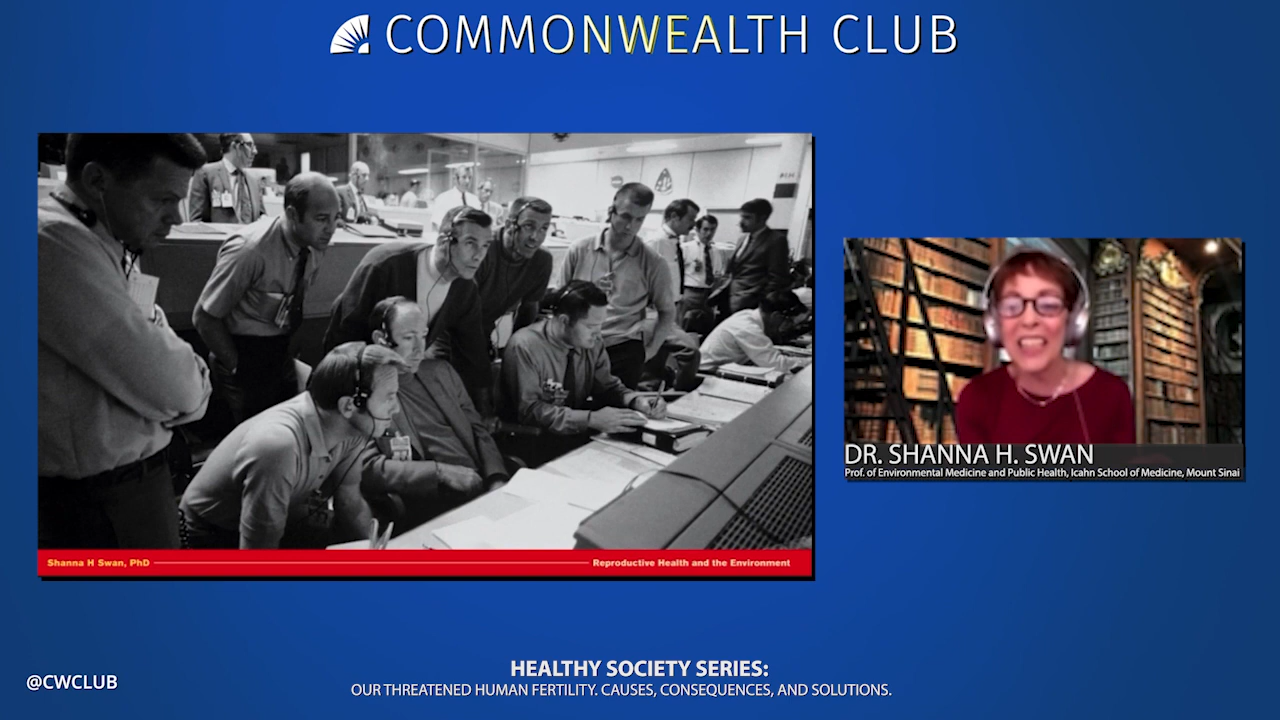 COMMONWEALTH CLUB
Shanna H Swan, PhD
Reproductive Health and the Environment
DR. SHANNA H. SWAN
Prof. of Environmental Medicine and Public Health, Icahn School of Medicine, Mount Sinai
HEALTHY SOCIETY SERIES:
@CWCLUB
OUR THREATENED HUMAN FERTILITY. CAUSES, CONSEQUENCES, AND SOLUTIONS.